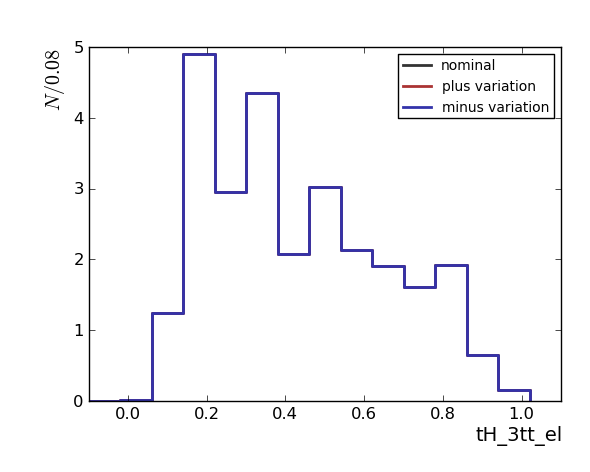 N/0.08
5
4
3
2
1
0
0.0 0.2 0.4 0.6 0.8 1.0
tH_3tt_el
nominal
plus variation
minus variation